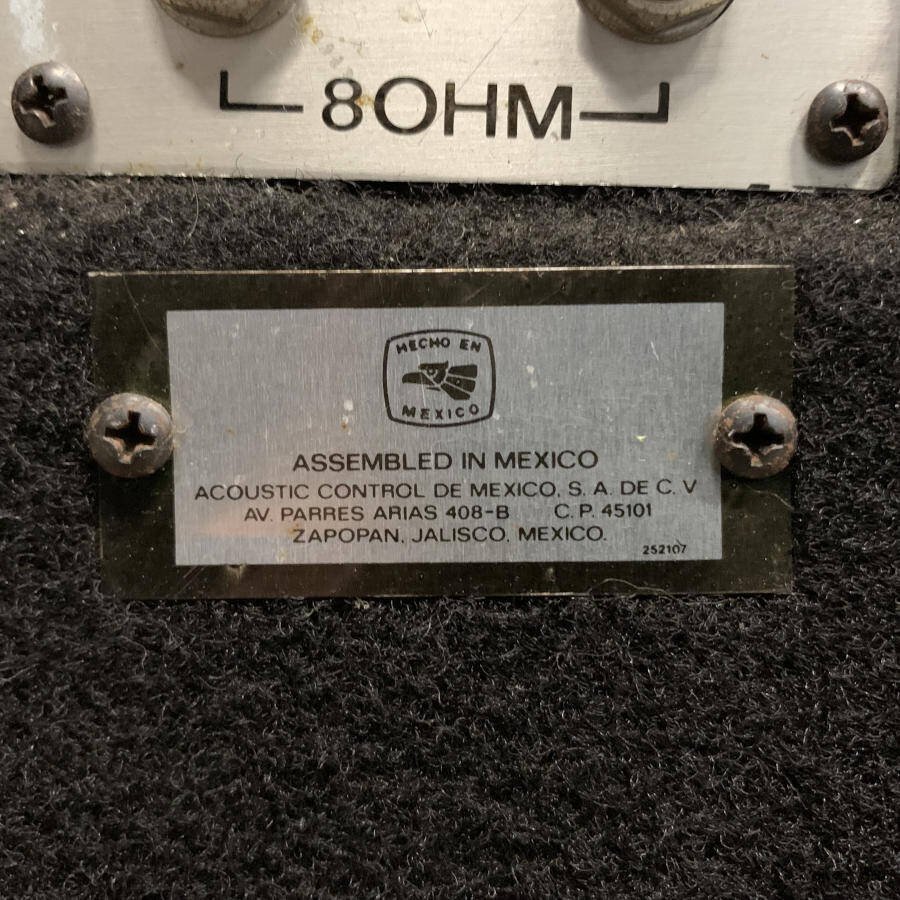 8OHM
HECHO EN
MEXICO
ASSEMBLED IN MEXICO
ACOUSTIC CONTROL DE MEXICO, S. A. DE C. V
AV. PARRES ARIAS 408-B C. P. 45101
ZAPOPAN, JALISCO, MEXICO.
252107